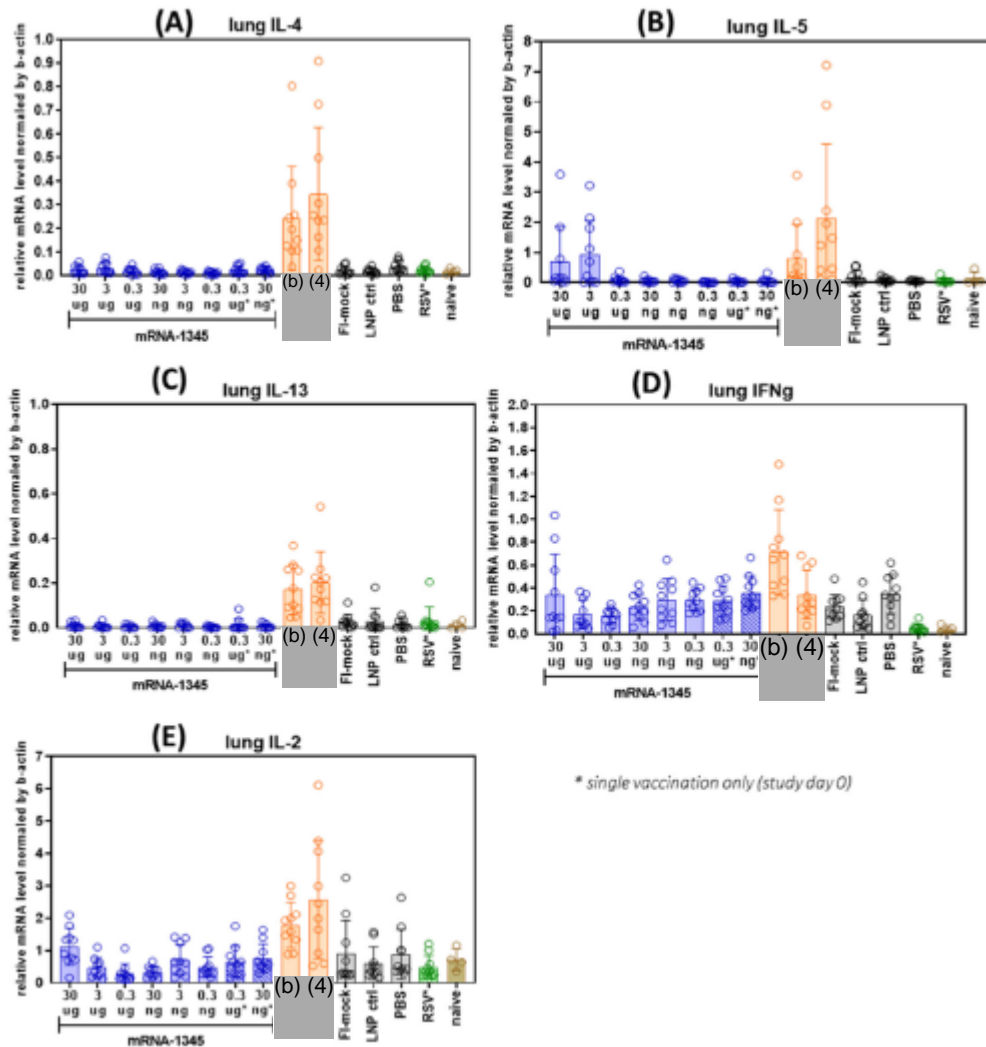 (A)
lung IL-4
relative mRNA level normaled by b-actin
1.0
0.9
0.8
0.7
0.6
0.5
0.4
0.3
0.2
0.1
0.0
30 3 0.3 30 3 0.3 0.3 30
ug ug ug ng ng ng ug* ng*
mRNA-1345
(b) (4)
FI-mock
LNP ctrl
PBS
RSV*
naive
(B)
lung IL-5
relative mRNA level normaled by b-actin
8
7
6
5
4
3
2
1
0
30 3 0.3 30 3 0.3 0.3 30
ug ug ug ng ng ng ug* ng*
mRNA-1345
(b) (4)
FI-mock
LNP ctrl
PBS
RSV*
naive
(C)
lung IL-13
relative mRNA level normaled by b-actin
1.0
0.8
0.6
0.4
0.2
0.0
30 3 0.3 30 3 0.3 0.3 30
ug ug ug ng ng ng ug* ng*
mRNA-1345
(b) (4)
FI-mock
LNP ctrl
PBS
RSV*
naive
(D)
lung IFNg
relative mRNA level normaled by b-actin
2.0
1.8
1.6
1.4
1.2
1.0
0.8
0.6
0.4
0.2
0.0
30 3 0.3 30 3 0.3 0.3 30
ug ug ug ng ng ng ug* ng*
mRNA-1345
(b) (4)
FI-mock
LNP ctrl
PBS
RSV*
naive
(E)
lung IL-2
relative mRNA level normaled by b-actin
7
6
5
4
3
2
1
0
30 3 0.3 30 3 0.3 0.3 30
ug ug ug ng ng ng ug* ng*
mRNA-1345
(b) (4)
FI-mock
LNP ctrl
PBS
RSV*
naive
* single vaccination only (study day 0)